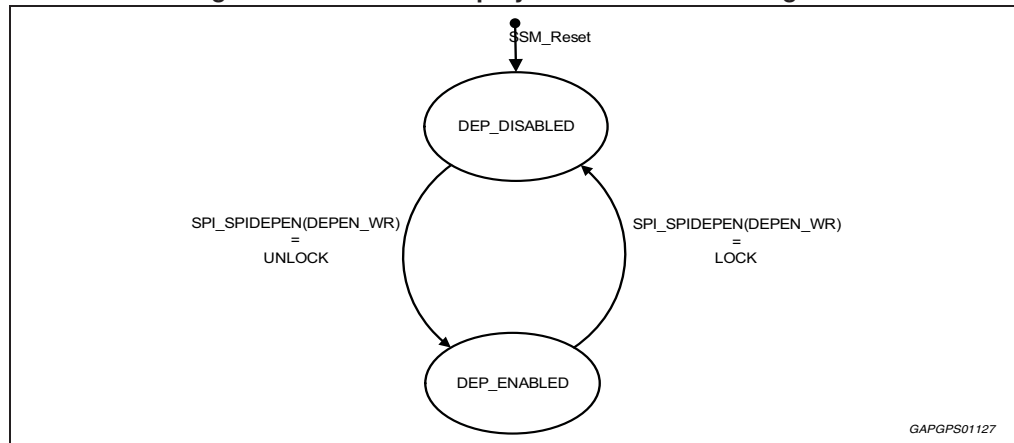 SSM_Reset
DEP_DISABLED
SPI_SPIDEPEN(DEPEN_WR)
=
UNLOCK
SPI_SPIDEPEN(DEPEN_WR)
=
LOCK
DEP_ENABLED
GAPGPS01127